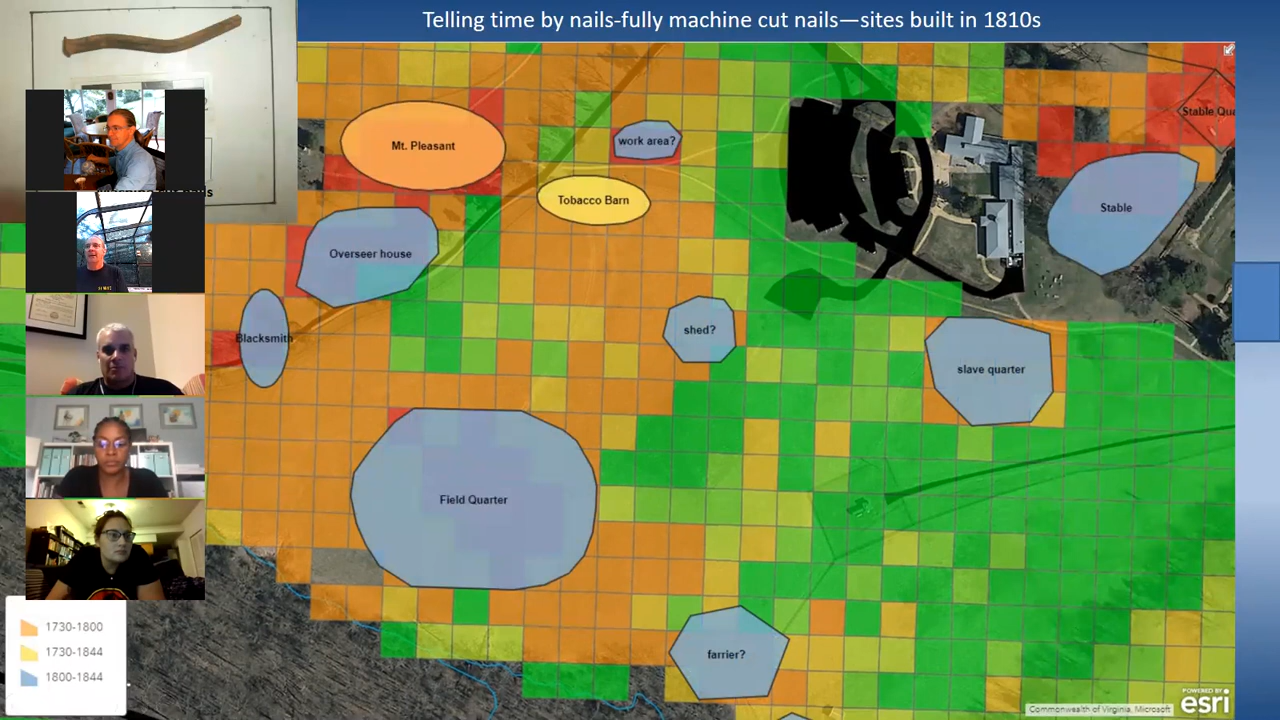 Telling time by nails-fully machine cut nails—sites built in 1810s
Mt. Pleasant
work area?
Stable Qua
Tobacco Barn
Stable
Overseer house
Blacksmith
shed?
slave quarter
Field Quarter
farrier?
1730-1800
1730-1844
1800-1844
Commonwealth of Virginia, Microsoft
POWERED BY
esri